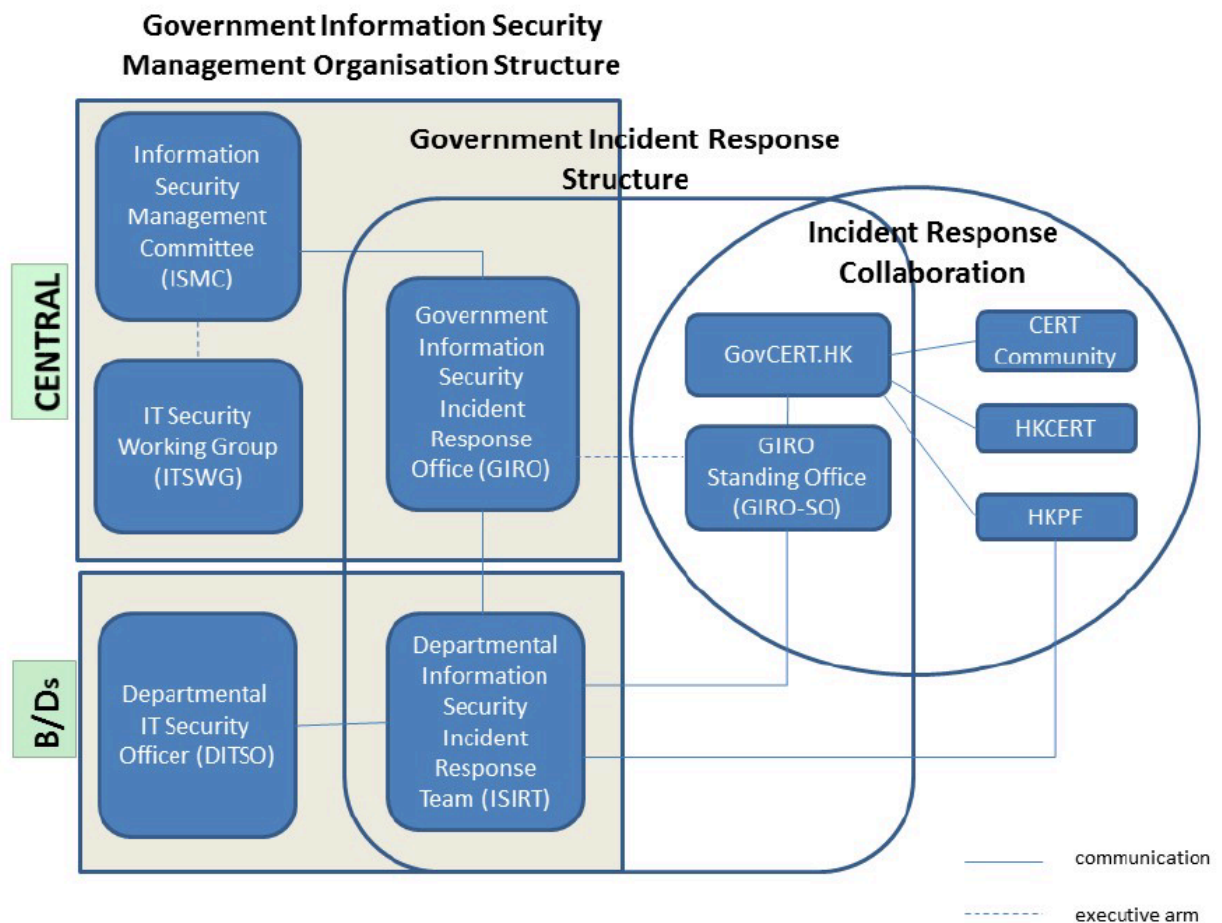 Government Information Security
Management Organisation Structure
Government Incident Response
Structure
Incident Response
Collaboration
CENTRAL
Information
Security
Management
Committee
(ISMC)
IT Security
Working Group
(ITSWG)
Government
Information
Security
Incident
Response
Office (GIRO)
GovCERT.HK
GIRO
Standing Office
(GIRO-SO)
CERT
Community
HKCERT
HKPF
B/Ds
Departmental
IT Security
Officer (DITSO)
Departmental
Information
Security
Incident
Response
Team (ISIRT)
communication
executive arm